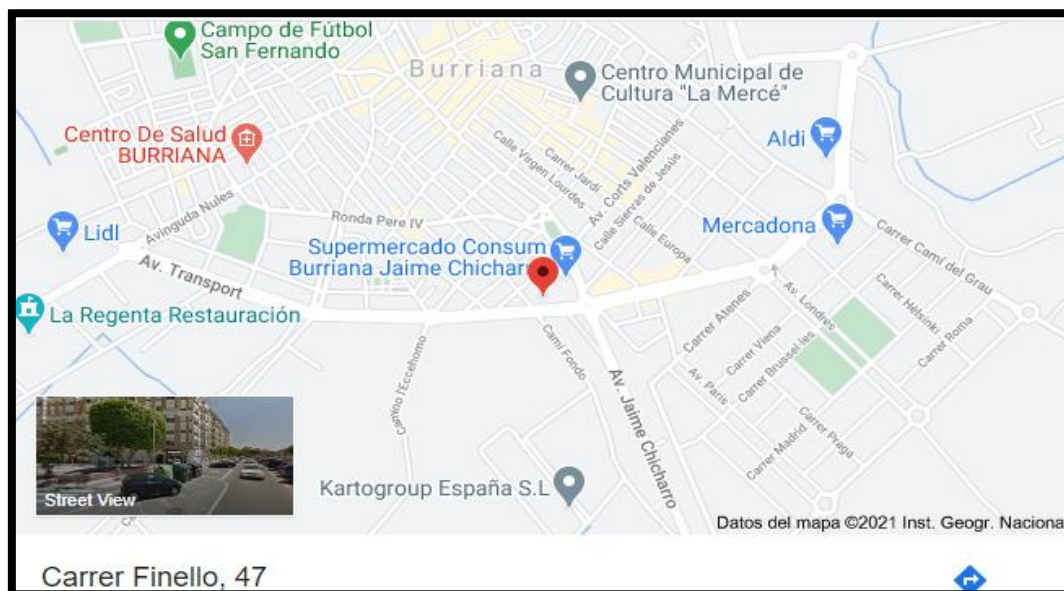 Campo de Fútbol
San Fernando
Burriana
Centro Municipal de
Cultura "La Mercé"
Centro De Salud
BURRIANA
Aldi
Calle Virgen Lourdes
Carrer Jardí
Av. Corts Valencianes
Calle Siervas de Jesús
Calle Europa
Avinguda Nules
Ronda Pere IV
Lidl
Mercadona
Supermercado Consum
Burriana Jaime Chicharr
Av. Transport
Carrer Camí del Grau
La Regenta Restauración
Av. Londres
Carrer Helsinki
Carrer Roma
Carrer Atenes
Carrer Viena
Carrer Brussel·les
Av. París
Camí Fondo
Camino l'Eccehomo
Av. Jaime Chicharro
Carrer Madrid
Carrer Praga
Kartogroup España S.L
Street View
Datos del mapa ©2021 Inst. Geogr. Naciona
Carrer Finello, 47